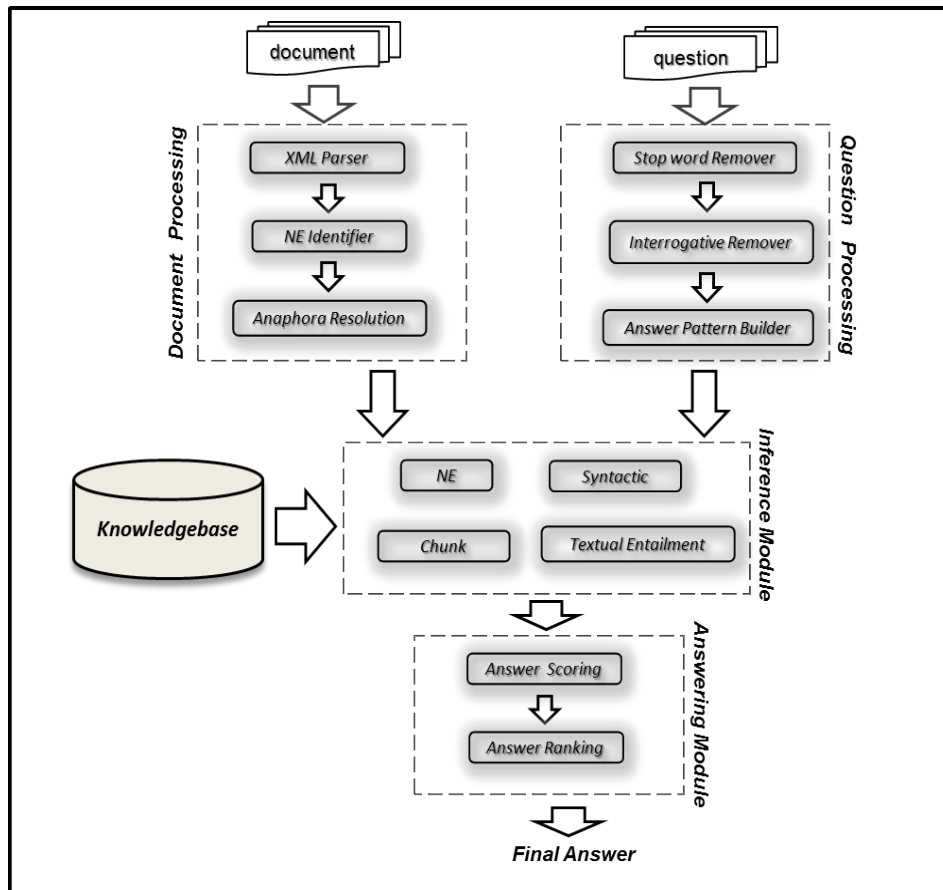 document
question
Document Processing
XML Parser
NE Identifier
Anaphora Resolution
Question Processing
Stop word Remover
Interrogative Remover
Answer Pattern Builder
Knowledgebase
Inference Module
NE
Syntactic
Chunk
Textual Entailment
Answering Module
Answer Scoring
Answer Ranking
Final Answer